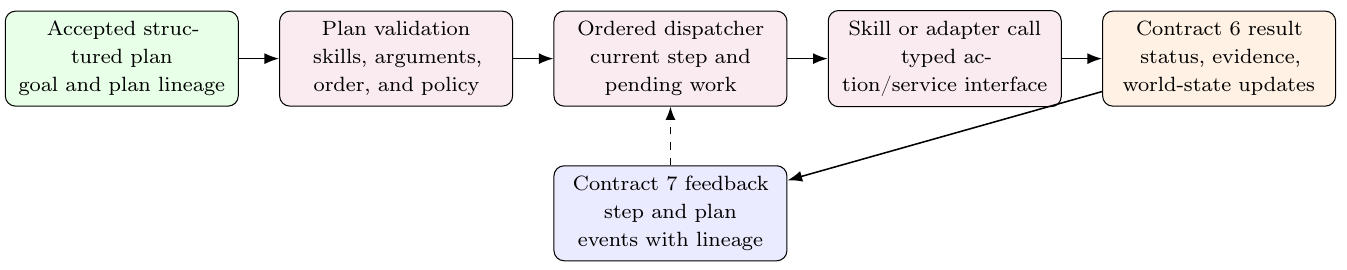 Accepted struc-
tured plan
goal and plan lineage
Plan validation
skills, arguments,
order, and policy
Ordered dispatcher
current step and
pending work
Skill or adapter call
typed ac-
tion/service interface
Contract 6 result
status, evidence,
world-state updates
Contract 7 feedback
step and plan
events with lineage